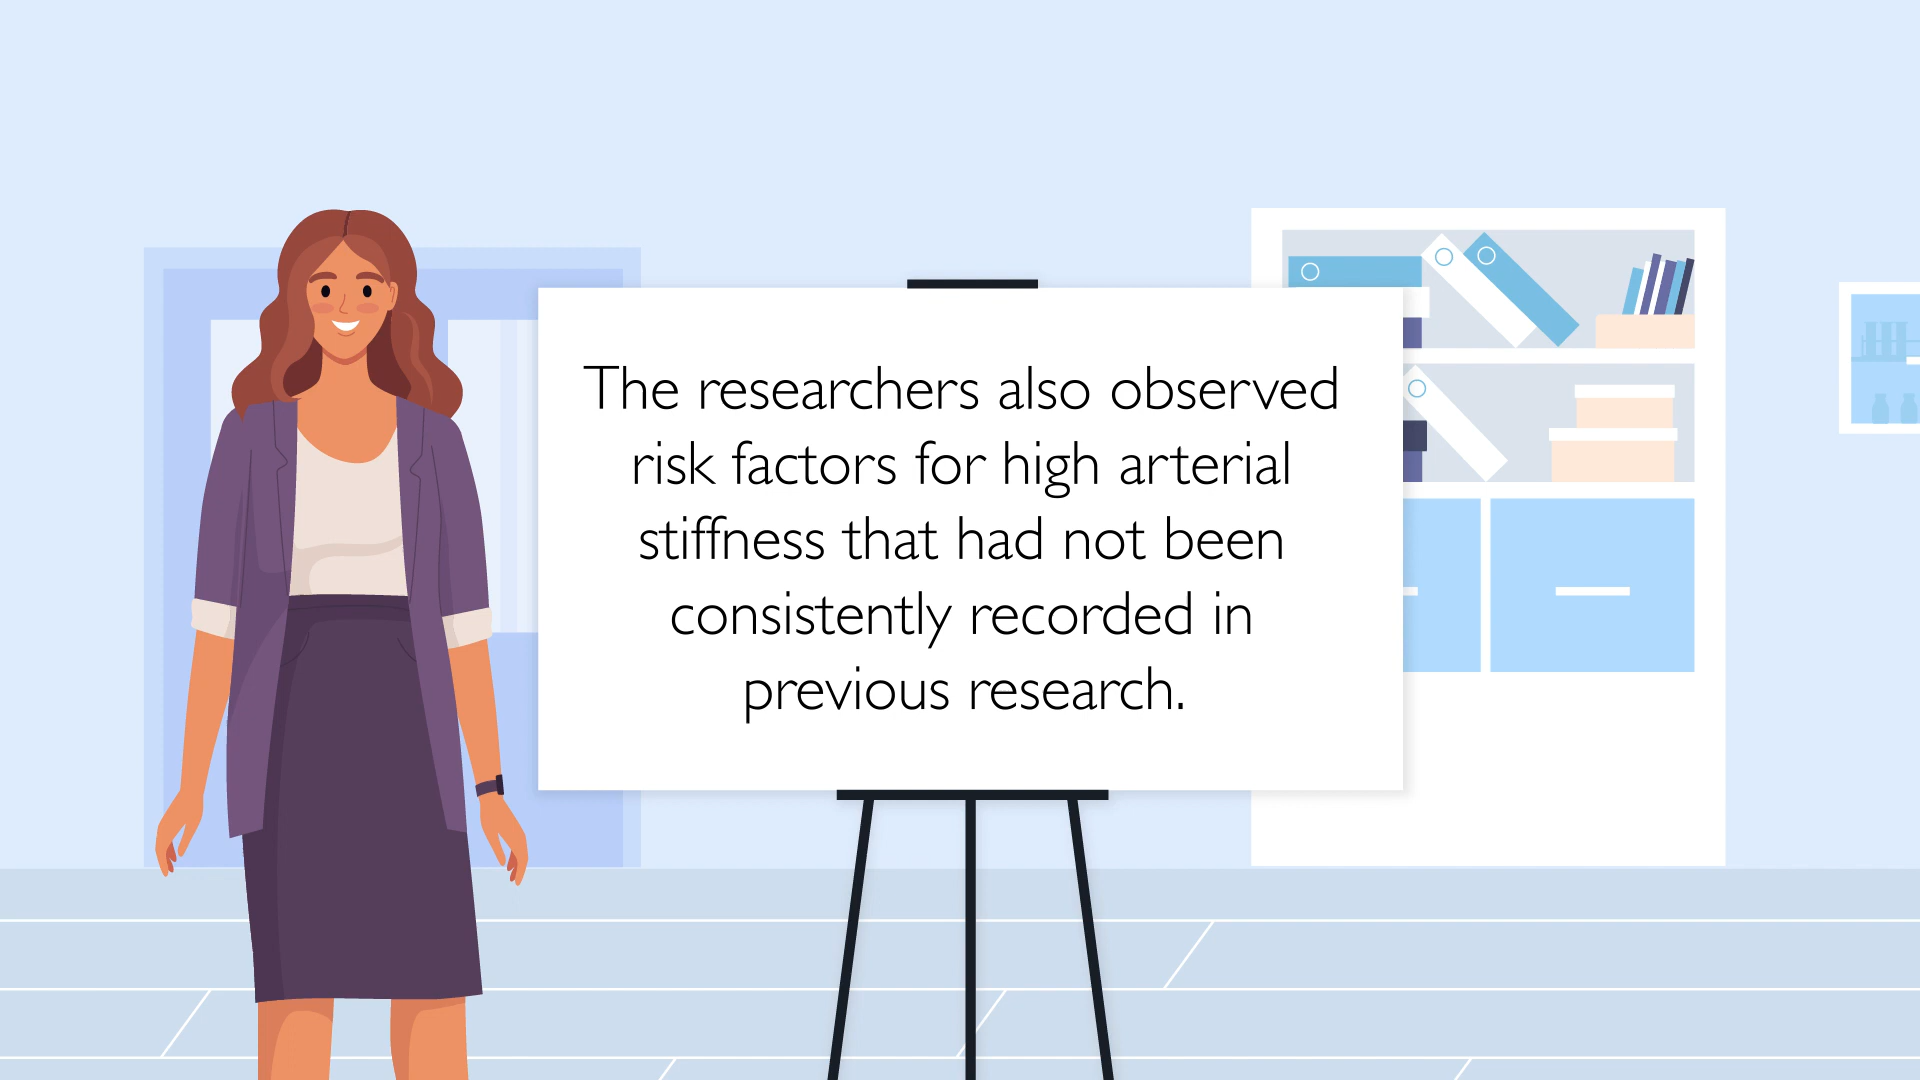 The researchers also observed
risk factors for high arterial
stiffness that had not been
consistently recorded in
previous research.